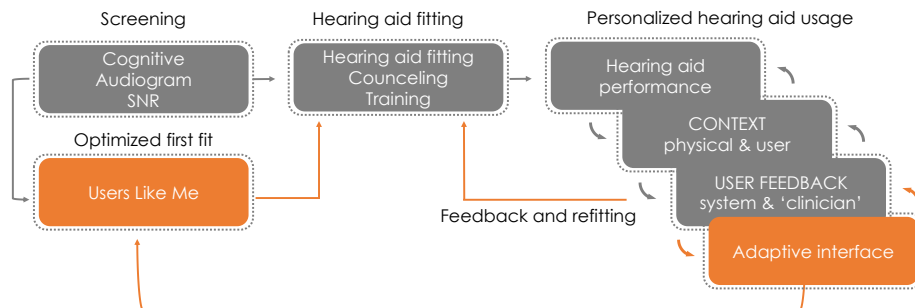 Screening
Cognitive
Audiogram
SNR
Optimized first fit
Users Like Me
Hearing aid fitting
Hearing aid fitting
Counceling
Training
Feedback and refitting
Personalized hearing aid usage
Hearing aid
performance
CONTEXT
physical & user
USER FEEDBACK
system & ‘clinician’
Adaptive interface